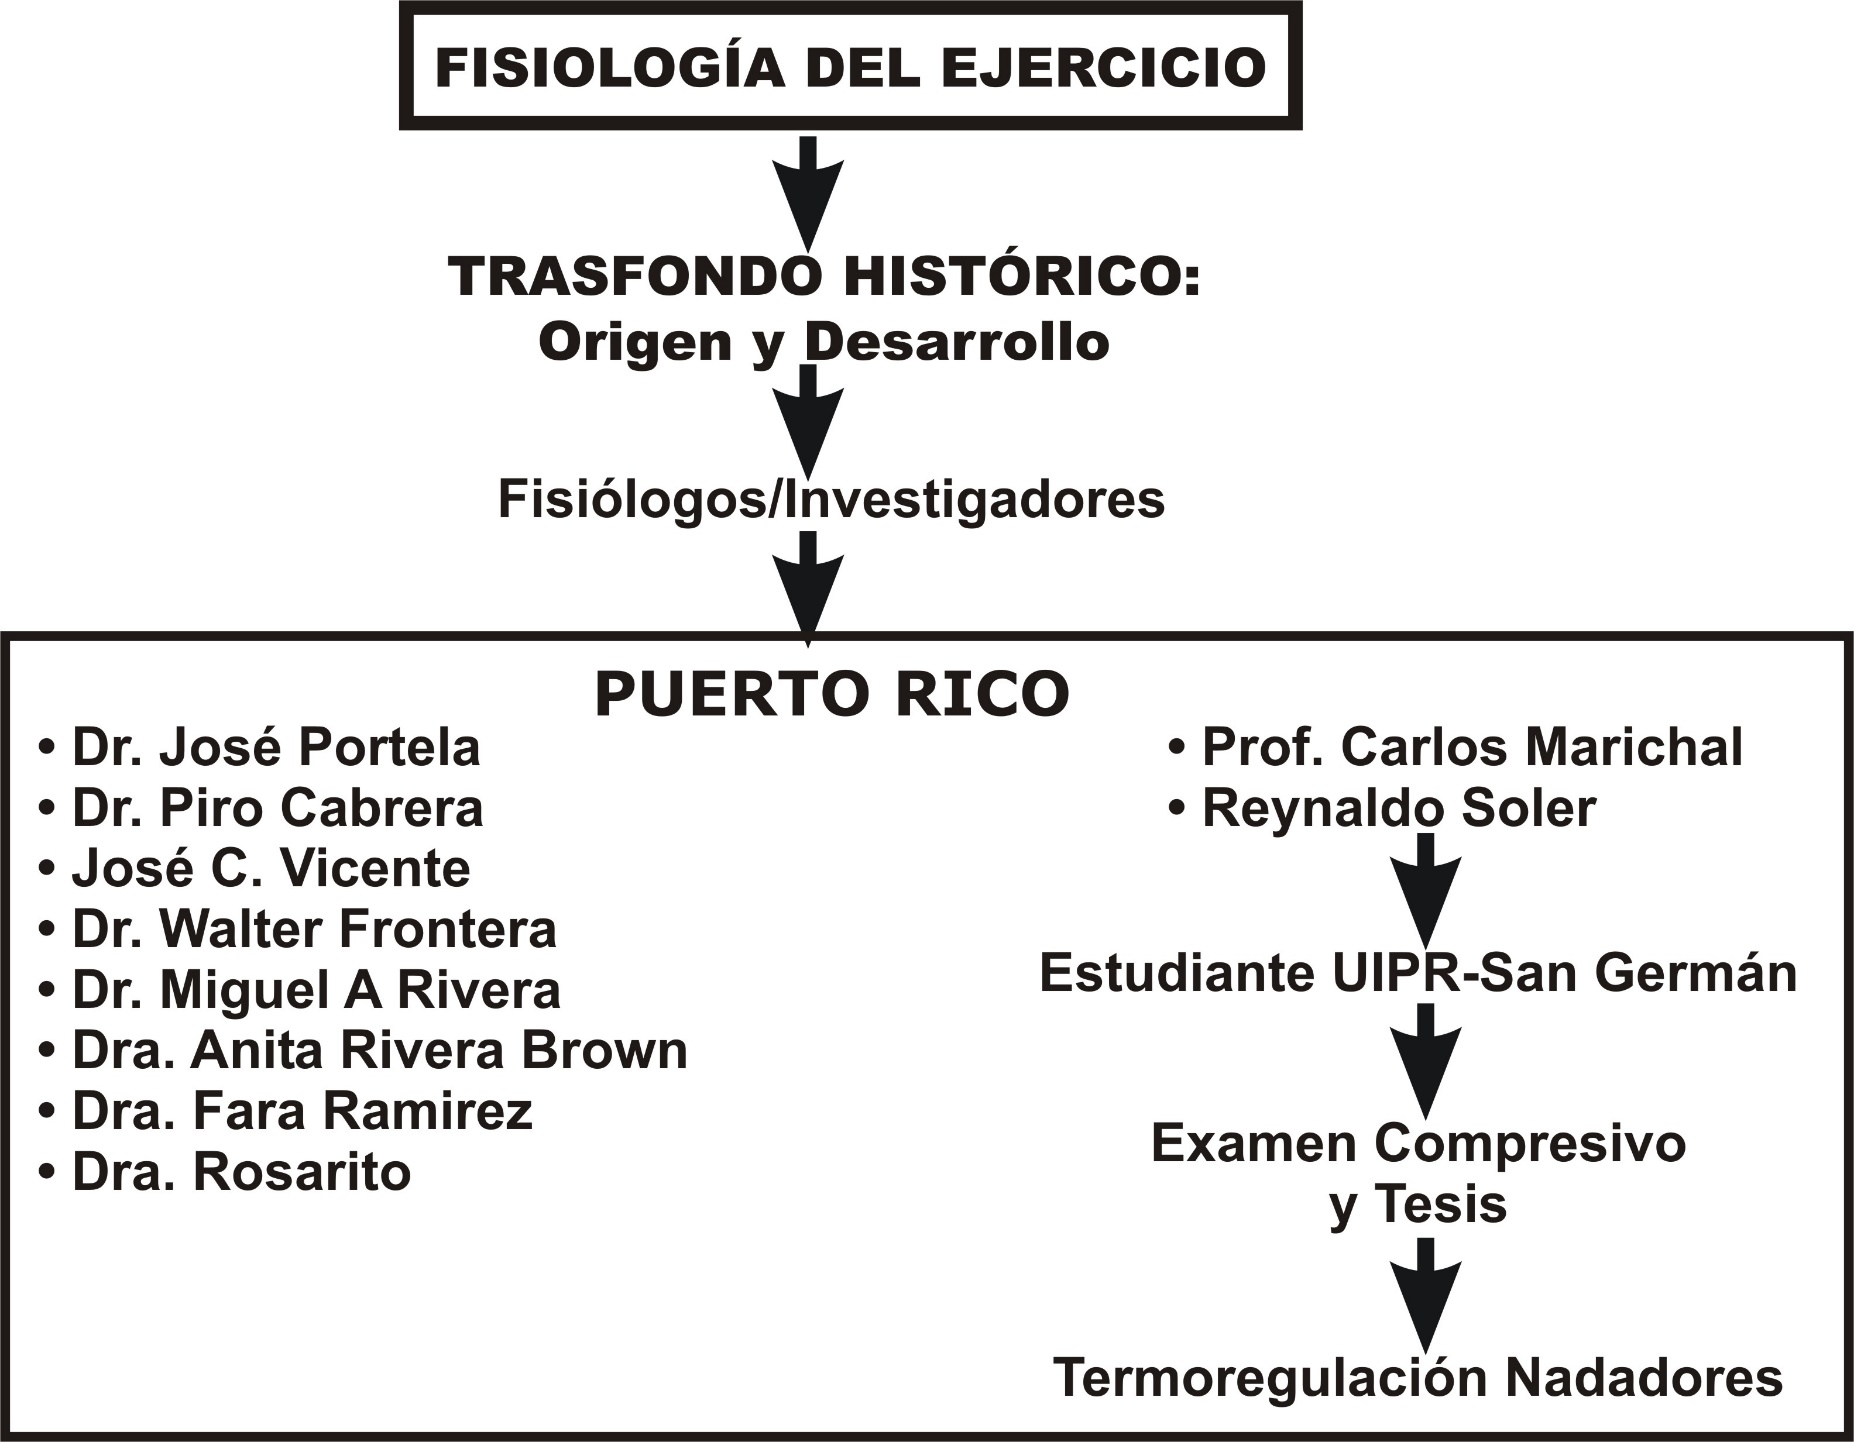 FISIOLOGÍA DEL EJERCICIO
TRASFONDO HISTÓRICO:
Origen y Desarrollo
Fisiólogos/Investigadores
PUERTO RICO
• Dr. José Portela
• Dr. Piro Cabrera
• José C. Vicente
• Dr. Walter Frontera
• Dr. Miguel A Rivera
• Dra. Anita Rivera Brown
• Dra. Fara Ramirez
• Dra. Rosarito
• Prof. Carlos Marichal
• Reynaldo Soler
Estudiante UIPR-San Germán
Examen Compresivo
y Tesis
Termoregulación Nadadores